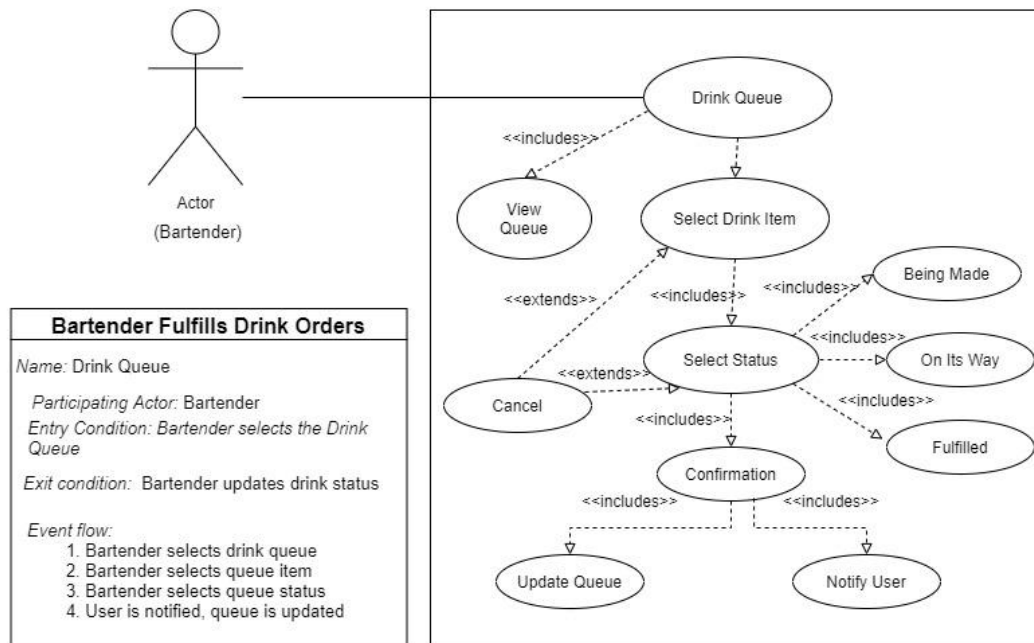 Drink Queue
<<includes>>
View
Queue
Select Drink Item
Actor
(Bartender)
Being Made
<<includes>>
<<extends>>
<<includes>>
<<includes>>
Select Status
On Its Way
<<extends>>
Cancel
<<includes>>
<<includes>>
Fulfilled
Confirmation
<<includes>>
<<includes>>
Update Queue
Notify User
Bartender Fulfills Drink Orders
Name: Drink Queue
Participating Actor: Bartender
Entry Condition: Bartender selects the Drink
Queue
Exit condition: Bartender updates drink status
Event flow:
1. Bartender selects drink queue
2. Bartender selects queue item
3. Bartender selects queue status
4. User is notified, queue is updated